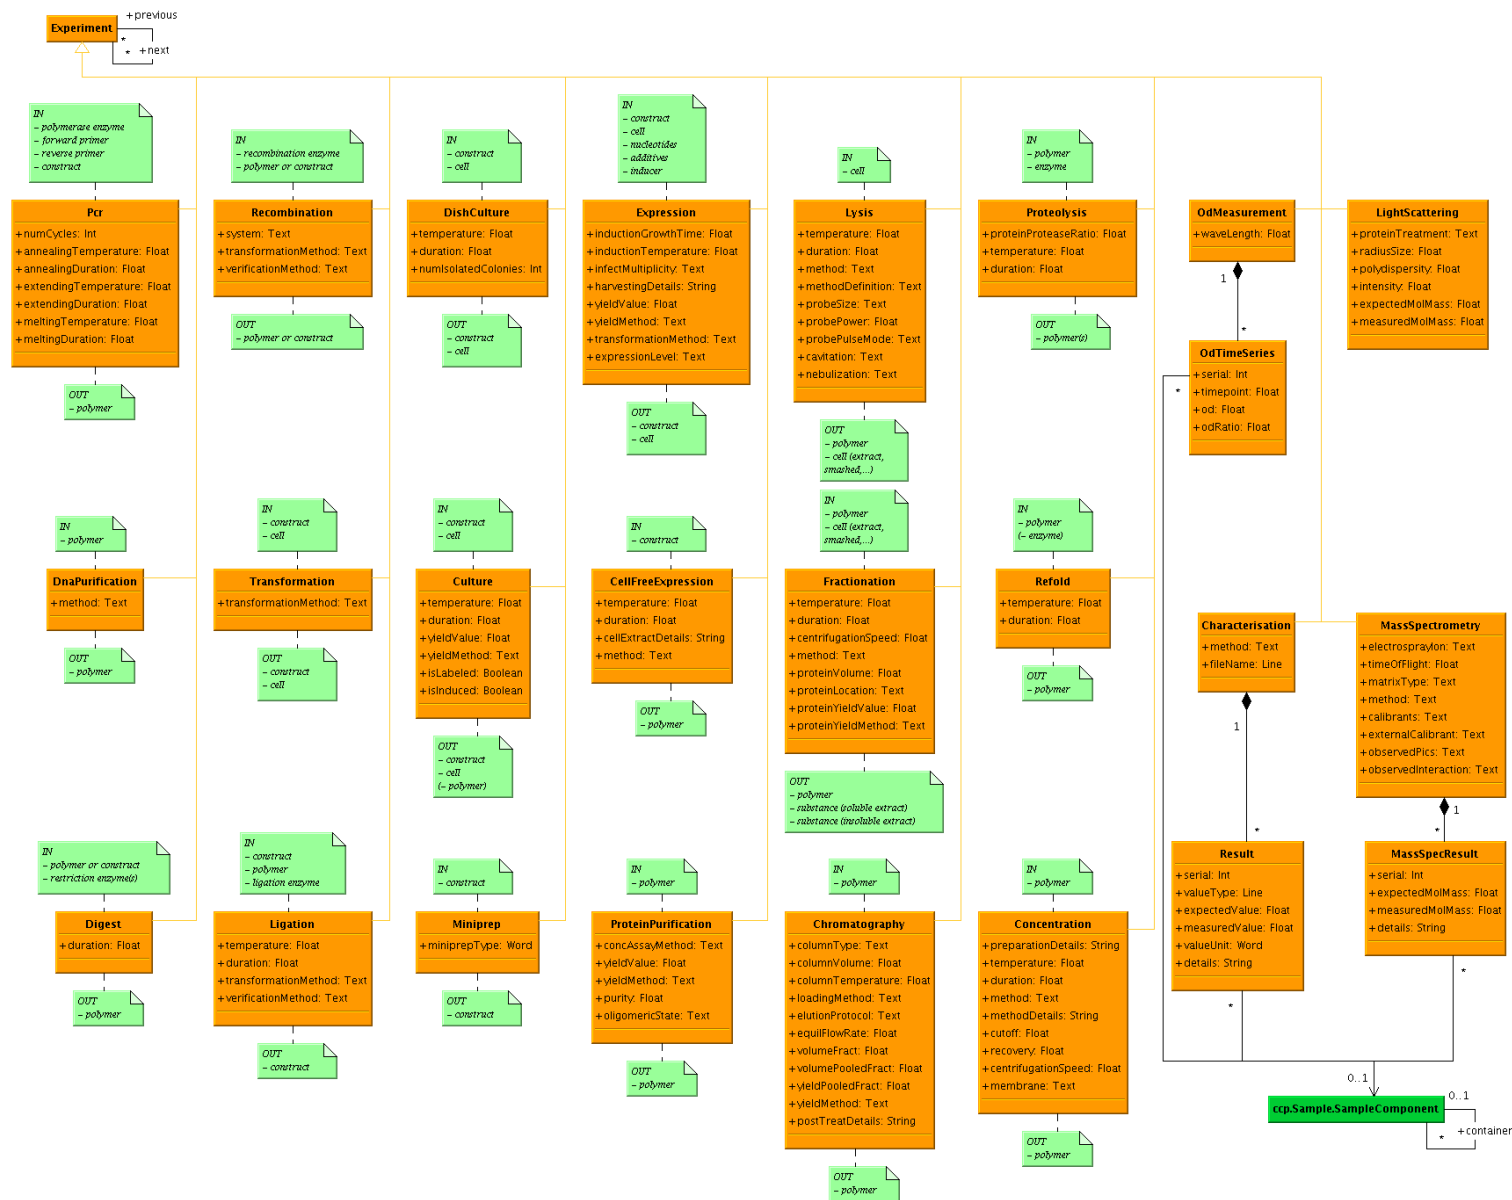 +previous
Experiment
*
*
+next
IN
– polymerase enzyme
– forward primer
– reverse primer
– construct
Pcr
+numCycles: Int
+annealingTemperature: Float
+annealingDuration: Float
+extendingTemperature: Float
+extendingDuration: Float
+meltingTemperature: Float
+meltingDuration: Float
OUT
– polymer
IN
– recombination enzyme
– polymer or construct
Recombination
+system: Text
+transformationMethod: Text
+verificationMethod: Text
OUT
– polymer or construct
IN
– construct
– cell
DishCulture
+temperature: Float
+duration: Float
+numIsolatedColonies: Int
OUT
– construct
– cell
IN
– construct
– cell
– nucleotides
– additives
– inducer
Expression
+inductionGrowthTime: Float
+inductionTemperature: Float
+infectMultiplicity: Text
+harvestingDetails: String
+yieldValue: Float
+yieldMethod: Text
+transformationMethod: Text
+expressionLevel: Text
OUT
– construct
– cell
IN
– cell
Lysis
+temperature: Float
+duration: Float
+method: Text
+methodDefinition: Text
+probeSize: Text
+probePower: Float
+probePulseMode: Text
+cavitation: Text
+nebulization: Text
OUT
– polymer
– cell (extract,
smashed,...)
IN
– polymer
– enzyme
Proteolysis
+proteinProteaseRatio: Float
+temperature: Float
+duration: Float
OUT
– polymer(s)
OdMeasurement
+waveLength: Float
1
*
OdTimeSeries
+serial: Int
+timepoint: Float
+od: Float
+odRatio: Float
*
LightScattering
+proteinTreatment: Text
+radiusSize: Float
+polydispersity: Float
+intensity: Float
+expectedMolMass: Float
+measuredMolMass: Float
IN
– polymer
DnaPurification
+method: Text
OUT
– polymer
IN
– construct
– cell
Transformation
+transformationMethod: Text
OUT
– construct
– cell
IN
– construct
– cell
Culture
+temperature: Float
+duration: Float
+yieldValue: Float
+yieldMethod: Text
+isLabeled: Boolean
+isInduced: Boolean
OUT
– construct
– cell
(– polymer)
IN
– construct
CellFreeExpression
+temperature: Float
+duration: Float
+cellExtractDetails: String
+method: Text
OUT
– polymer
IN
– polymer
– cell (extract,
smashed,...)
Fractionation
+temperature: Float
+duration: Float
+centrifugationSpeed: Float
+method: Text
+proteinVolume: Float
+proteinLocation: Text
+proteinYieldValue: Float
+proteinYieldMethod: Text
OUT
– polymer
– substance (soluble extract)
– substance (insoluble extract)
IN
– polymer
(– enzyme)
Refold
+temperature: Float
+duration: Float
OUT
– polymer
Characterisation
+method: Text
+fileName: Line
1
*
MassSpectrometry
+electrosprayIon: Text
+timeOfFlight: Float
+matrixType: Text
+method: Text
+calibrants: Text
+externalCalibrant: Text
+observedPics: Text
+observedInteraction: Text
1
*
IN
– polymer or construct
– restriction enzyme(s)
Digest
+duration: Float
OUT
– polymer
IN
– construct
– polymer
– ligation enzyme
Ligation
+temperature: Float
+duration: Float
+transformationMethod: Text
+verificationMethod: Text
OUT
– construct
IN
– construct
Miniprep
+miniprepType: Word
OUT
– construct
IN
– polymer
ProteinPurification
+concAssayMethod: Text
+yieldValue: Float
+yieldMethod: Text
+purity: Float
+oligomericState: Text
OUT
– polymer
IN
– polymer
Chromatography
+columnType: Text
+columnVolume: Float
+columnTemperature: Float
+loadingMethod: Text
+elutionProtocol: Text
+equilFlowRate: Float
+volumeFract: Float
+volumePooledFract: Float
+yieldPooledFract: Float
+yieldMethod: Text
+postTreatDetails: String
OUT
– polymer
IN
– polymer
Concentration
+preparationDetails: String
+temperature: Float
+duration: Float
+method: Text
+methodDetails: String
+cutoff: Float
+recovery: Float
+centrifugationSpeed: Float
+membrane: Text
OUT
– polymer
Result
+serial: Int
+valueType: Line
+expectedValue: Float
+measuredValue: Float
+valueUnit: Word
+details: String
*
MassSpecResult
+serial: Int
+expectedMolMass: Float
+measuredMolMass: Float
+details: String
*
0..1
ccp.Sample.SampleComponent
0..1
+container
*